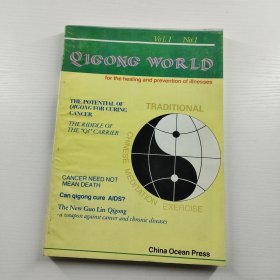 Vol. 1 No. 1
QIGONG WORLD
for the healing and prevention of illnesses
THE POTENTIAL OF
QIGONG FOR CURING
CANCER
THE RIDDLE OF
THE "QI" CARRIER
TRADITIONAL
CHINESE MEDITATION
EXERCISE
CANCER NEED NOT
MEAN DEATH
Can qigong cure AIDS?
The New Guo Lin Qigong
-a weapon against cancer and chronic diseases
China Ocean Press